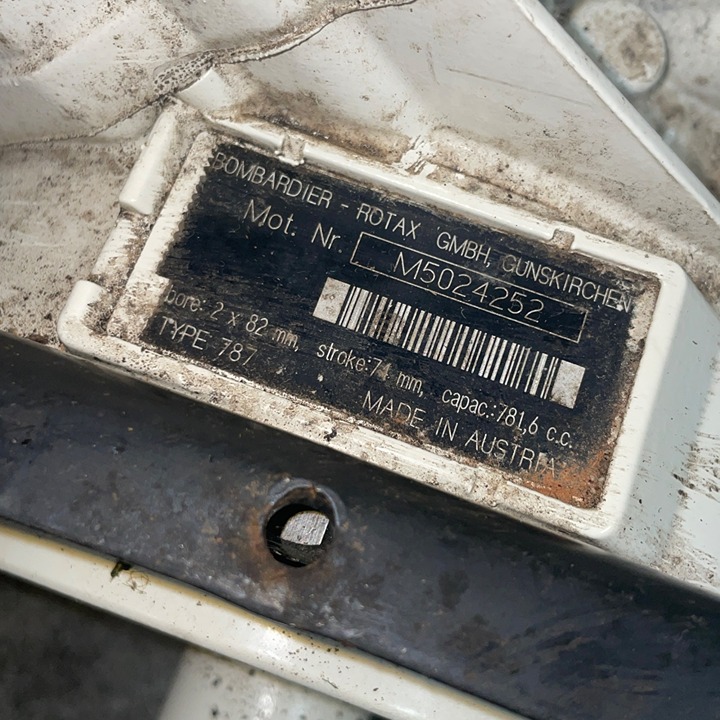 BOMBARDIER - ROTAX GMBH, GUNSKIRCHEN
Mot. Nr. M5024252
bore: 2 x 82 mm, stroke:74 mm, capac.:781,6 c.c.
TYPE 787
MADE IN AUSTRIA